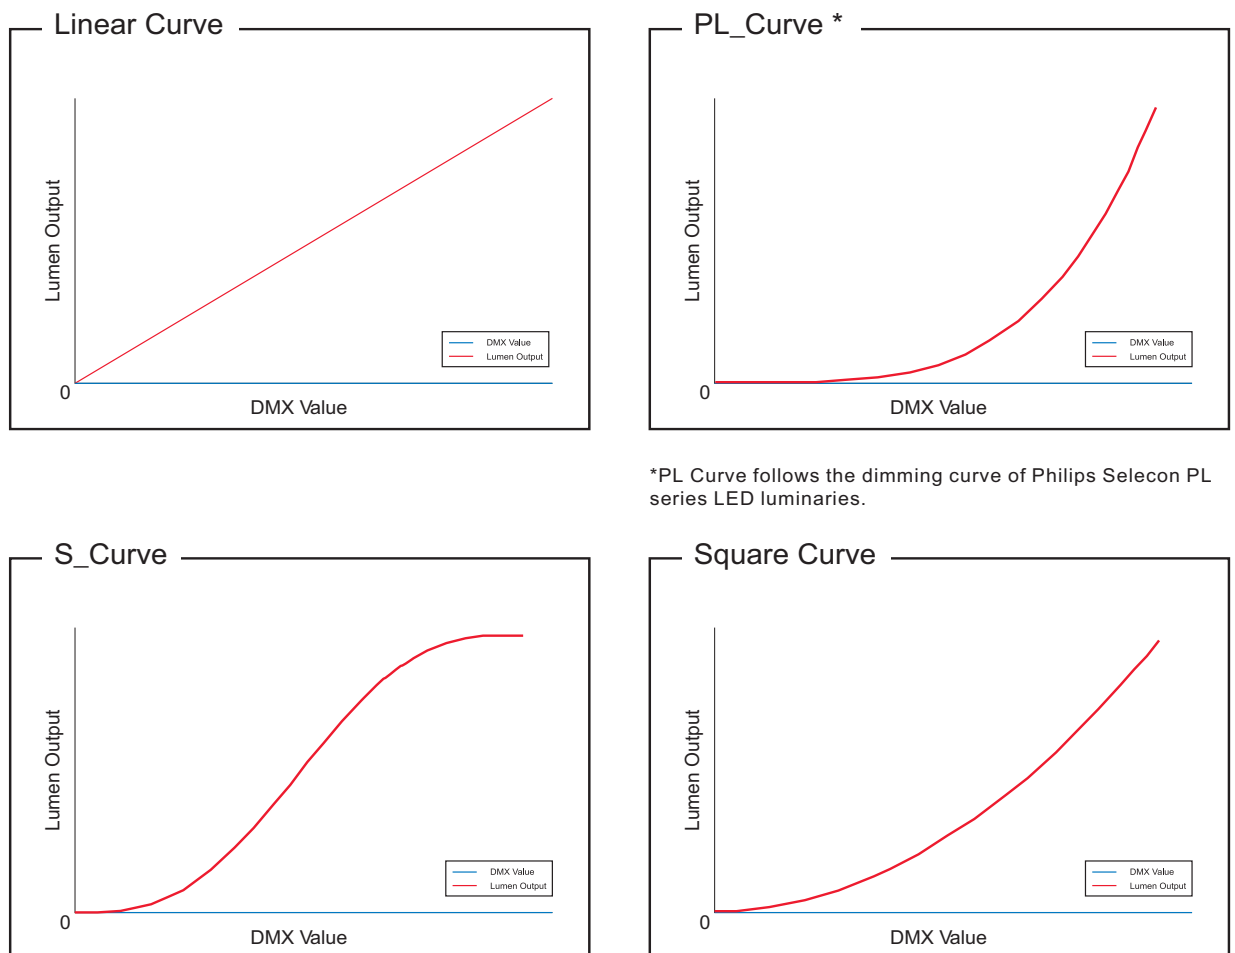 Linear Curve
Lumen Output
DMX Value
Lumen Output
0
DMX Value
PL_Curve *
Lumen Output
DMX Value
Lumen Output
0
DMX Value
*PL Curve follows the dimming curve of Philips Selecon PL
series LED luminaries.
S_Curve
Lumen Output
DMX Value
Lumen Output
0
DMX Value
Square Curve
Lumen Output
DMX Value
Lumen Output
0
DMX Value